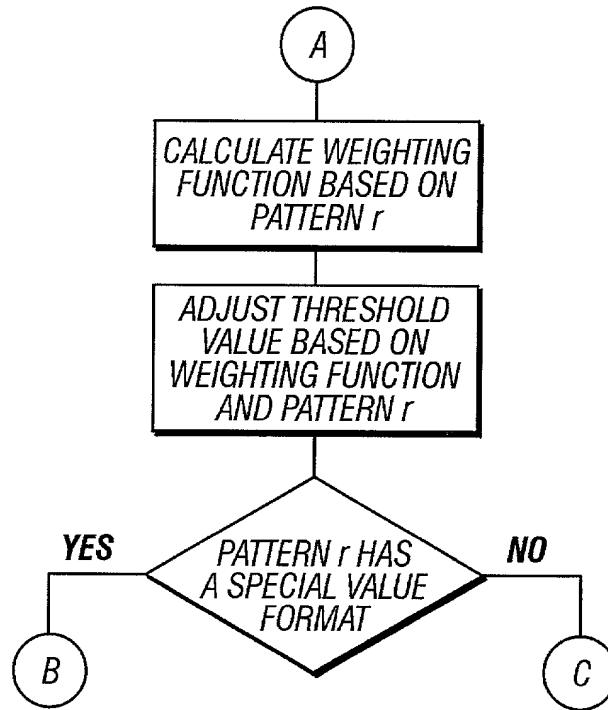 A
CALCULATE WEIGHTING
FUNCTION BASED ON
PATTERN r
ADJUST THRESHOLD
VALUE BASED ON
WEIGHTING FUNCTION
AND PATTERN r
YES
NO
PATTERN r HAS
A SPECIAL VALUE
FORMAT
B
C